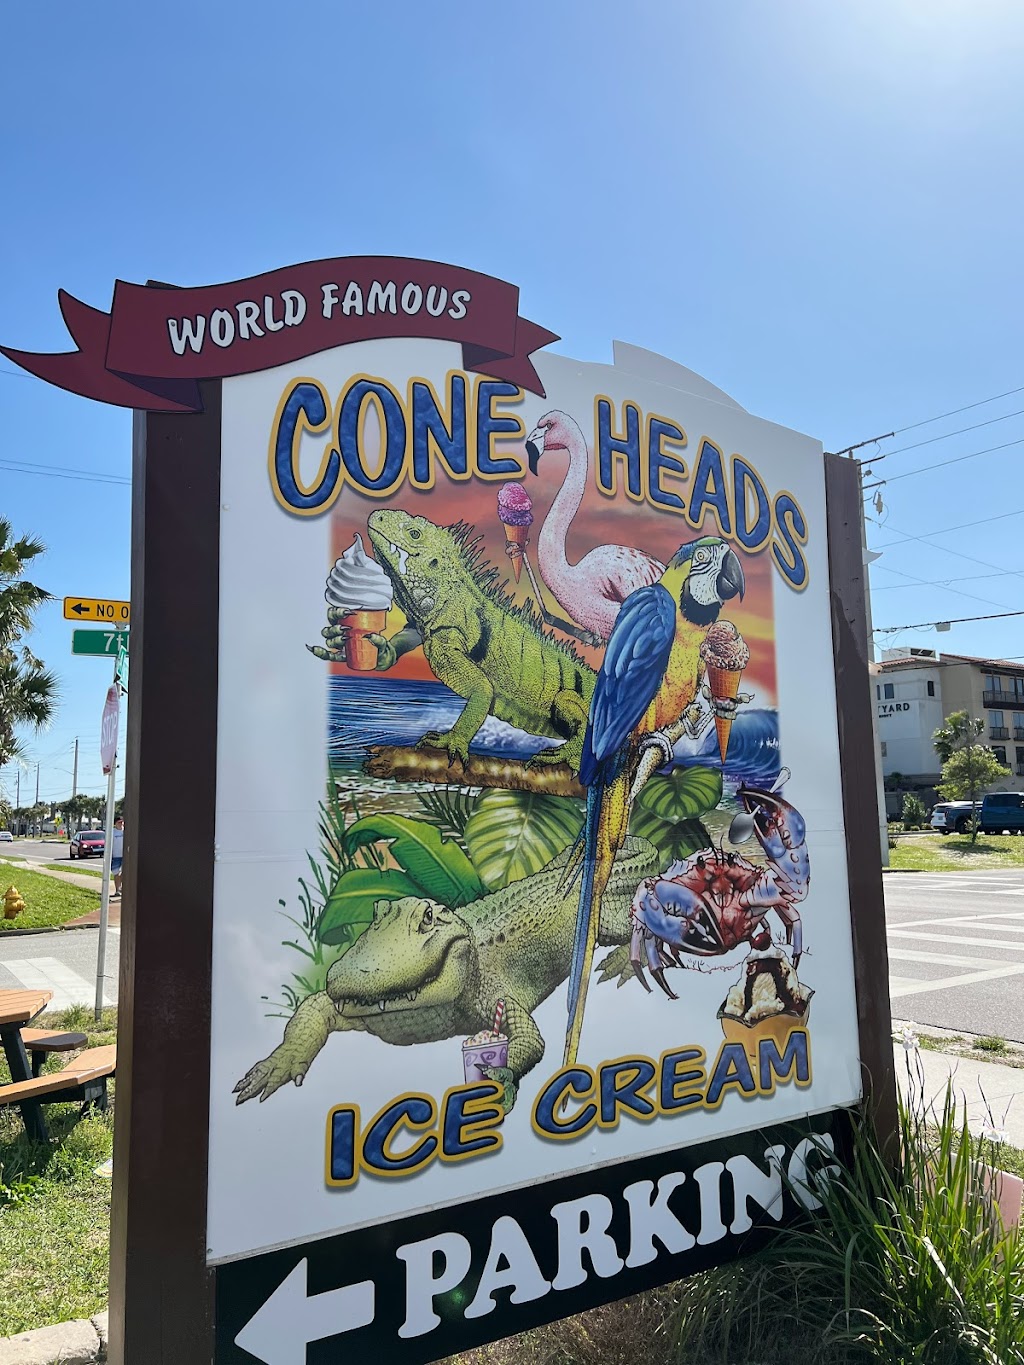 WORLD FAMOUS
CONE HEADS
NO O
7t
YARD
ICE CREAM
PARKING